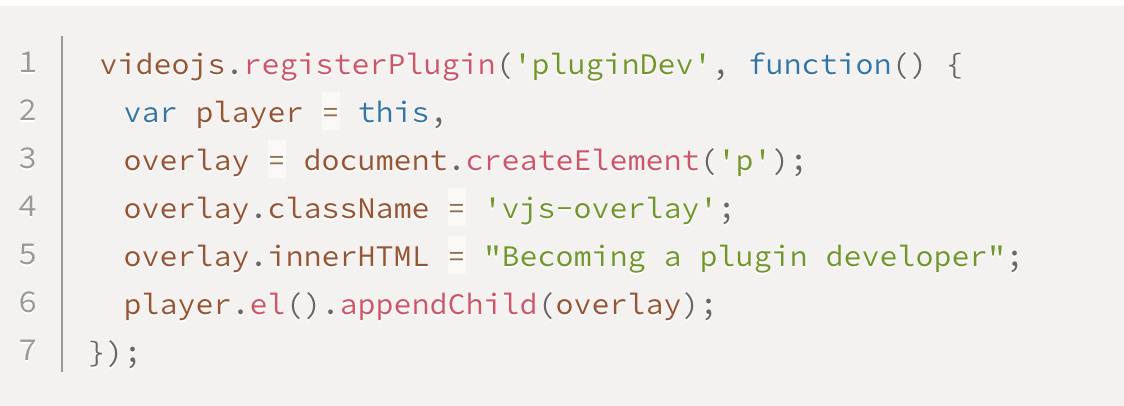 1 videojs.registerPlugin('pluginDev', function() {
2 var player = this,
3 overlay = document.createElement('p');
4 overlay.className = 'vjs-overlay';
5 overlay.innerHTML = "Becoming a plugin developer";
6 player.el().appendChild(overlay);
7 });